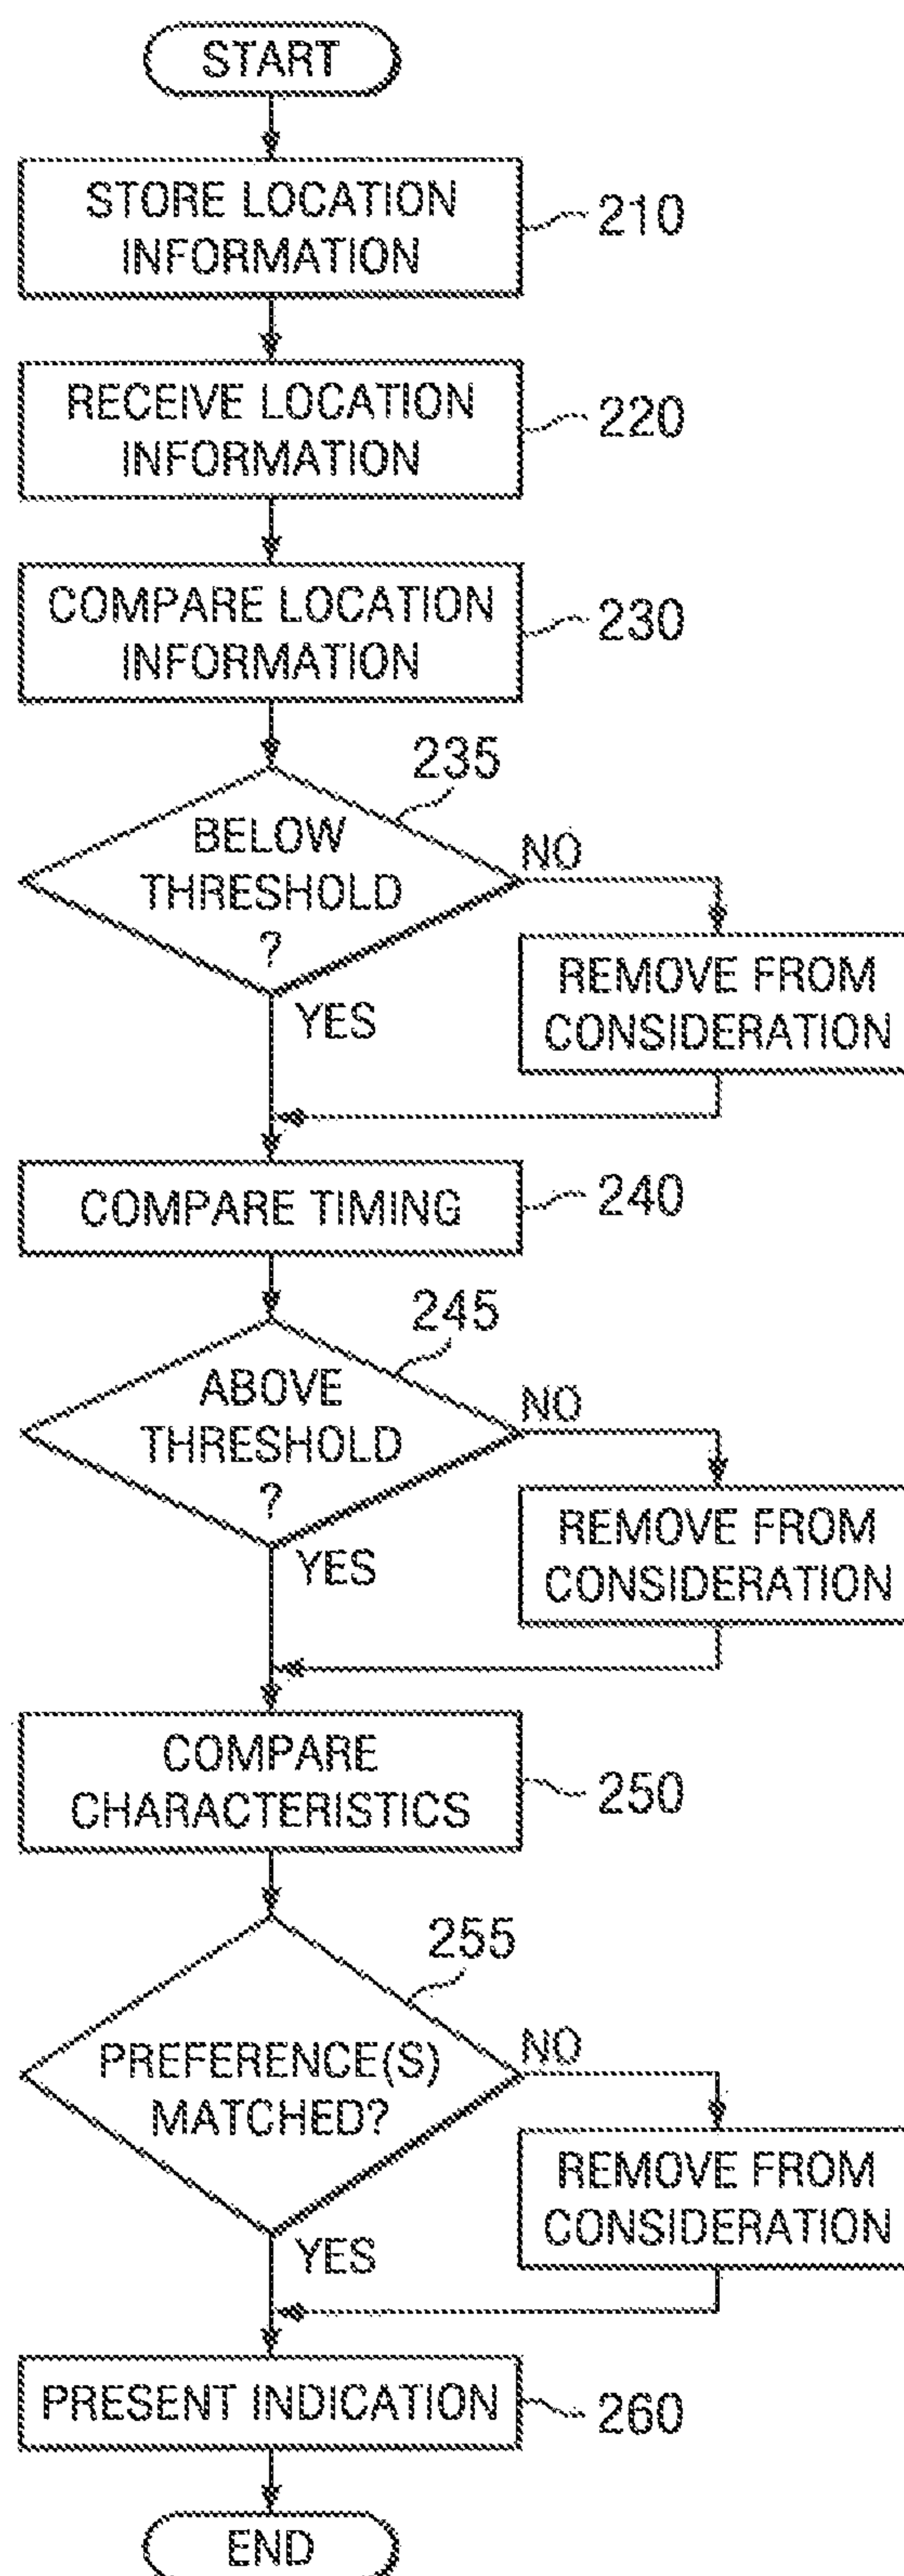 START
STORE LOCATION
INFORMATION
210
RECEIVE LOCATION
INFORMATION
220
COMPARE LOCATION
INFORMATION
230
235
BELOW
THRESHOLD
?
NO
YES
REMOVE FROM
CONSIDERATION
COMPARE TIMING
240
245
ABOVE
THRESHOLD
?
NO
YES
REMOVE FROM
CONSIDERATION
COMPARE
CHARACTERISTICS
250
255
PREFERENCE(S)
MATCHED?
NO
YES
REMOVE FROM
CONSIDERATION
PRESENT INDICATION
260
END